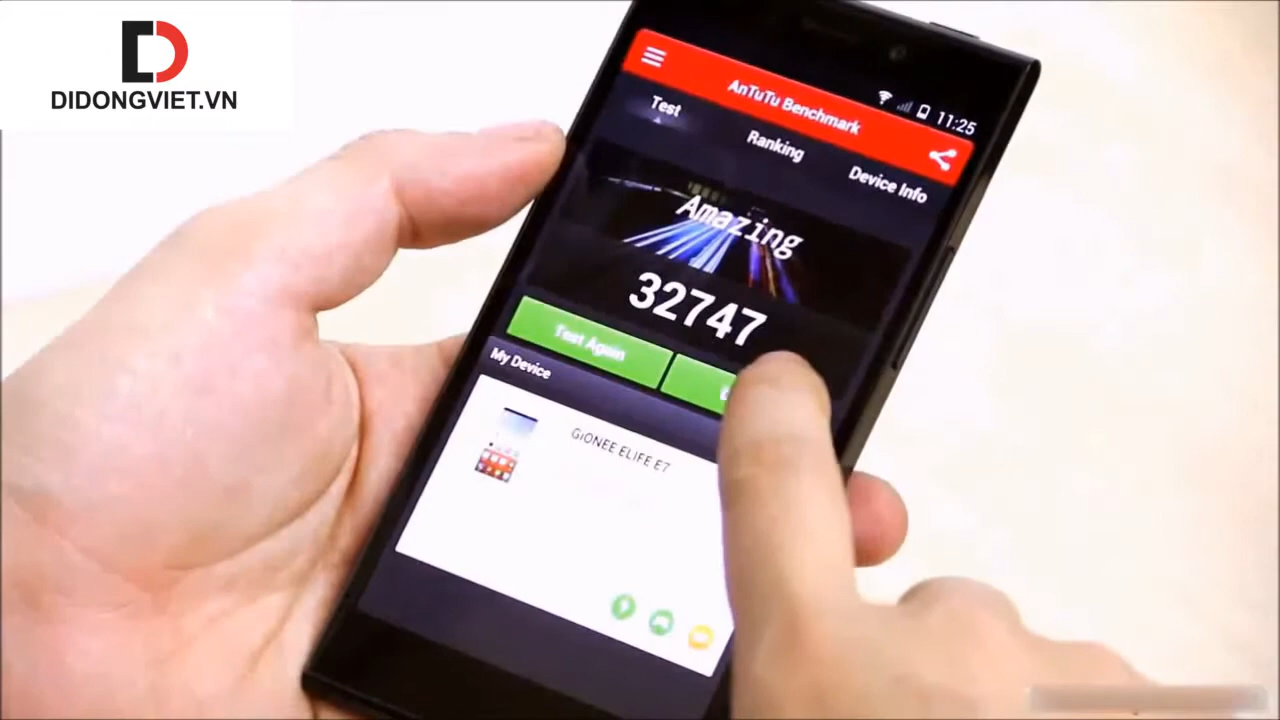 DIDONGVIET.VN
11:25
AnTuTu Benchmark
Test
Ranking
Device Info
Amazing
32747
Test Again
My Device
GiONEE ELIFE E7